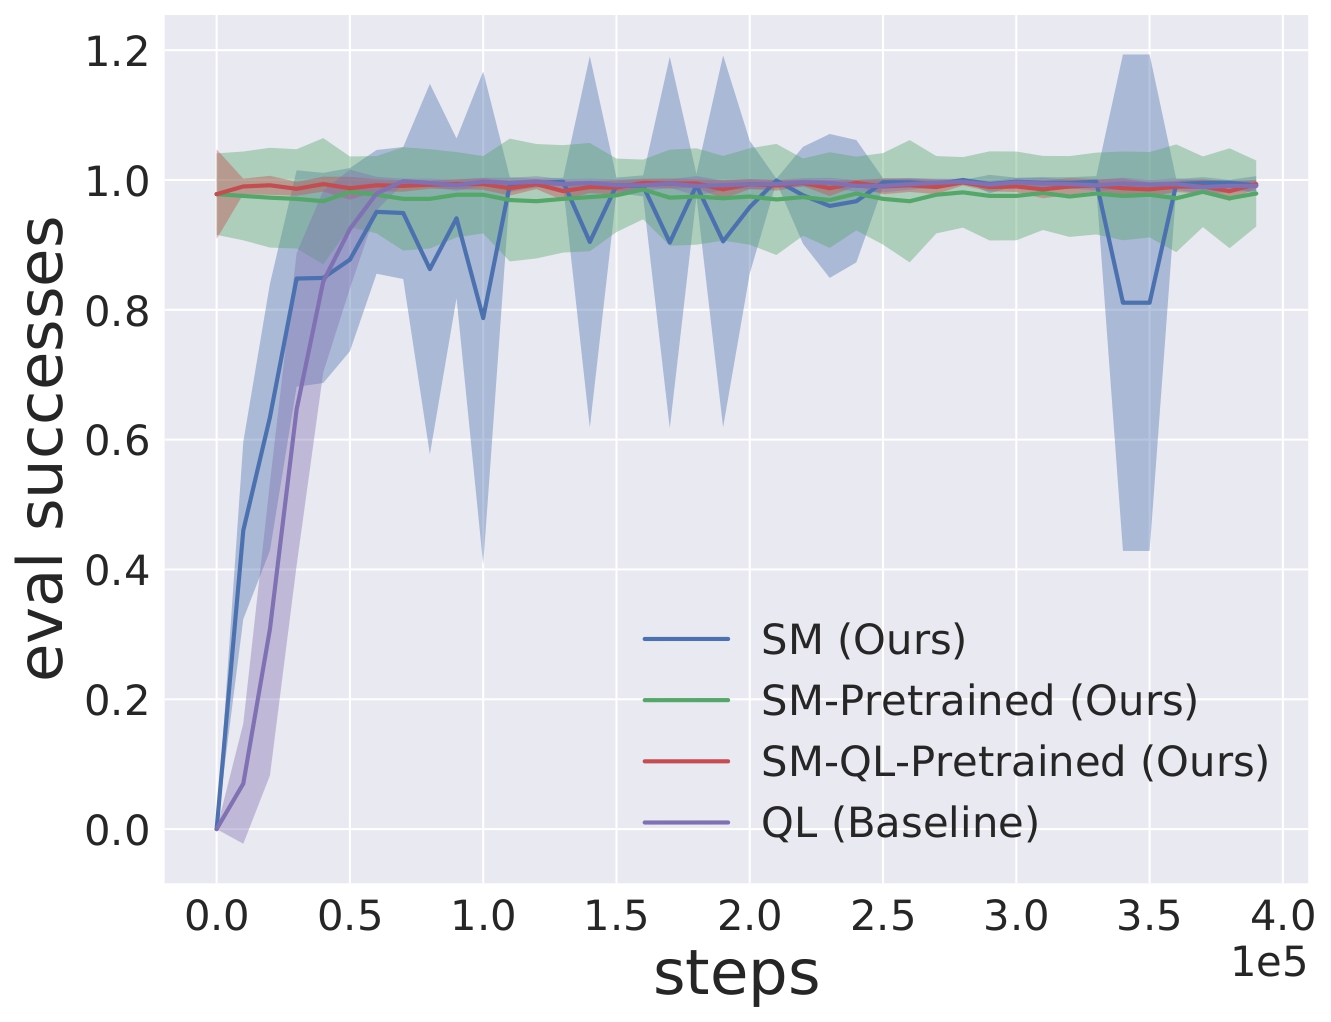 1.2
1.0
0.8
0.6
0.4
0.2
0.0
eval successes
SM (Ours)
SM-Pretrained (Ours)
SM-QL-Pretrained (Ours)
QL (Baseline)
0.0 0.5 1.0 1.5 2.0 2.5 3.0 3.5 4.0
1e5
steps